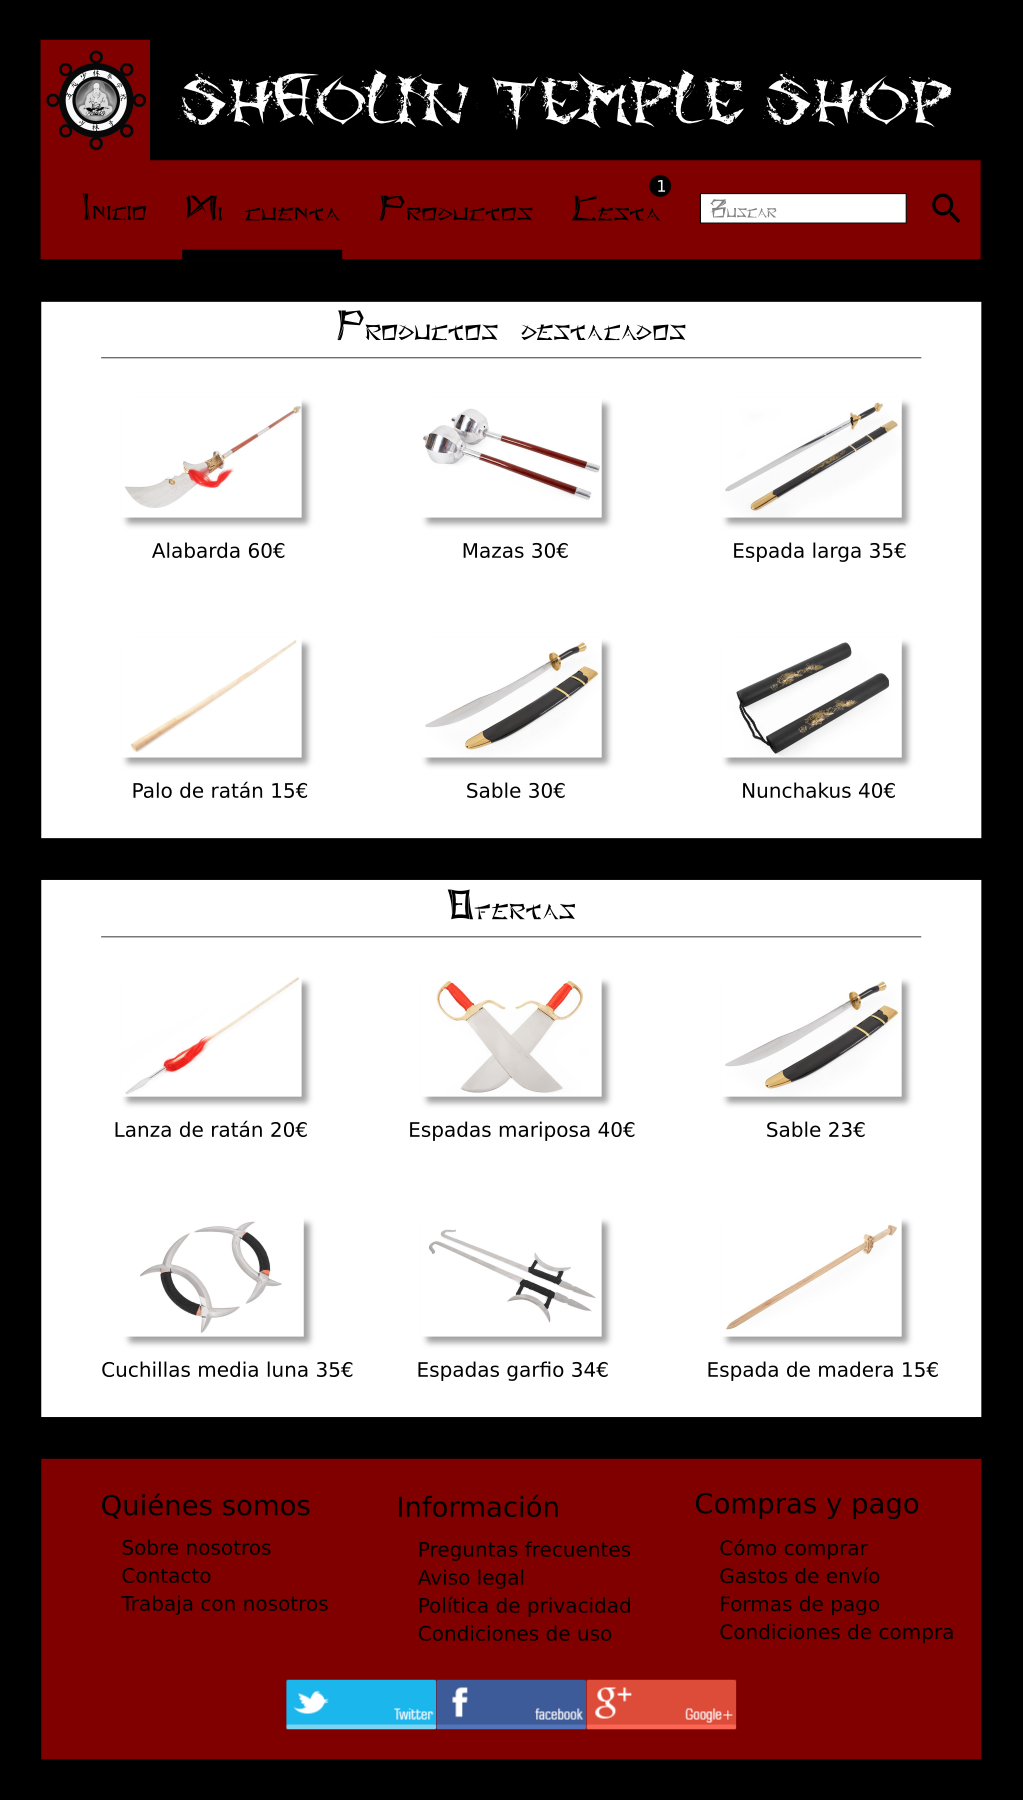 SHAOLIN TEMPLE SHOP
Inicio Mi cuenta Productos Cesta 1 Buscar
Productos destacados
Alabarda 60€ Mazas 30€ Espada larga 35€
Palo de ratán 15€ Sable 30€ Nunchakus 40€
Ofertas
Lanza de ratán 20€ Espadas mariposa 40€ Sable 23€
Cuchillas media luna 35€ Espadas garfio 34€ Espada de madera 15€
Quiénes somos
Sobre nosotros
Contacto
Trabaja con nosotros
Información
Preguntas frecuentes
Aviso legal
Política de privacidad
Condiciones de uso
Compras y pago
Cómo comprar
Gastos de envío
Formas de pago
Condiciones de compra
Twitter facebook g+ Google+